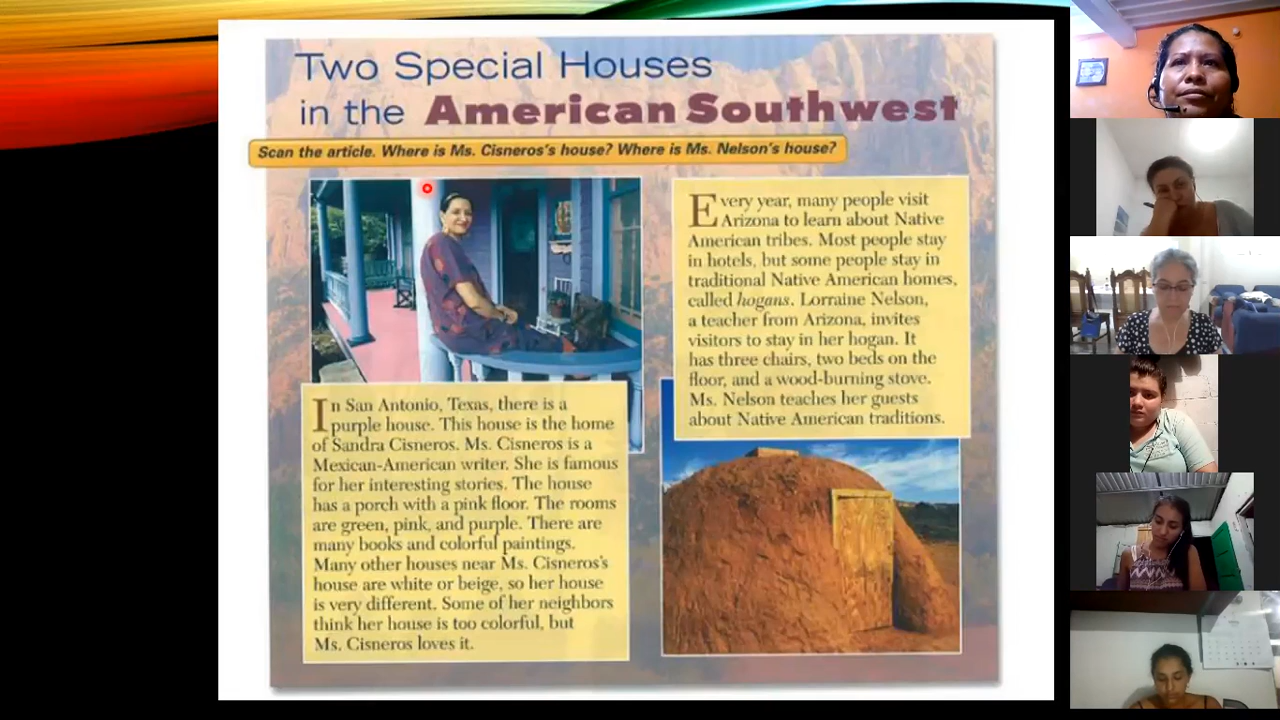 Two Special Houses
in the American Southwest
Scan the article. Where is Ms. Cisneros's house? Where is Ms. Nelson's house?
In San Antonio, Texas, there is a
purple house. This house is the home
of Sandra Cisneros. Ms. Cisneros is a
Mexican-American writer. She is famous
for her interesting stories. The house
has a porch with a pink floor. The rooms
are green, pink, and purple. There are
many books and colorful paintings.
Many other houses near Ms. Cisneros's
house are white or beige, so her house
is very different. Some of her neighbors
think her house is too colorful, but
Ms. Cisneros loves it.
Every year, many people visit
Arizona to learn about Native
American tribes. Most people stay
in hotels, but some people stay in
traditional Native American homes,
called hogans. Lorraine Nelson,
a teacher from Arizona, invites
visitors to stay in her hogan. It
has three chairs, two beds on the
floor, and a wood-burning stove.
Ms. Nelson teaches her guests
about Native American traditions.